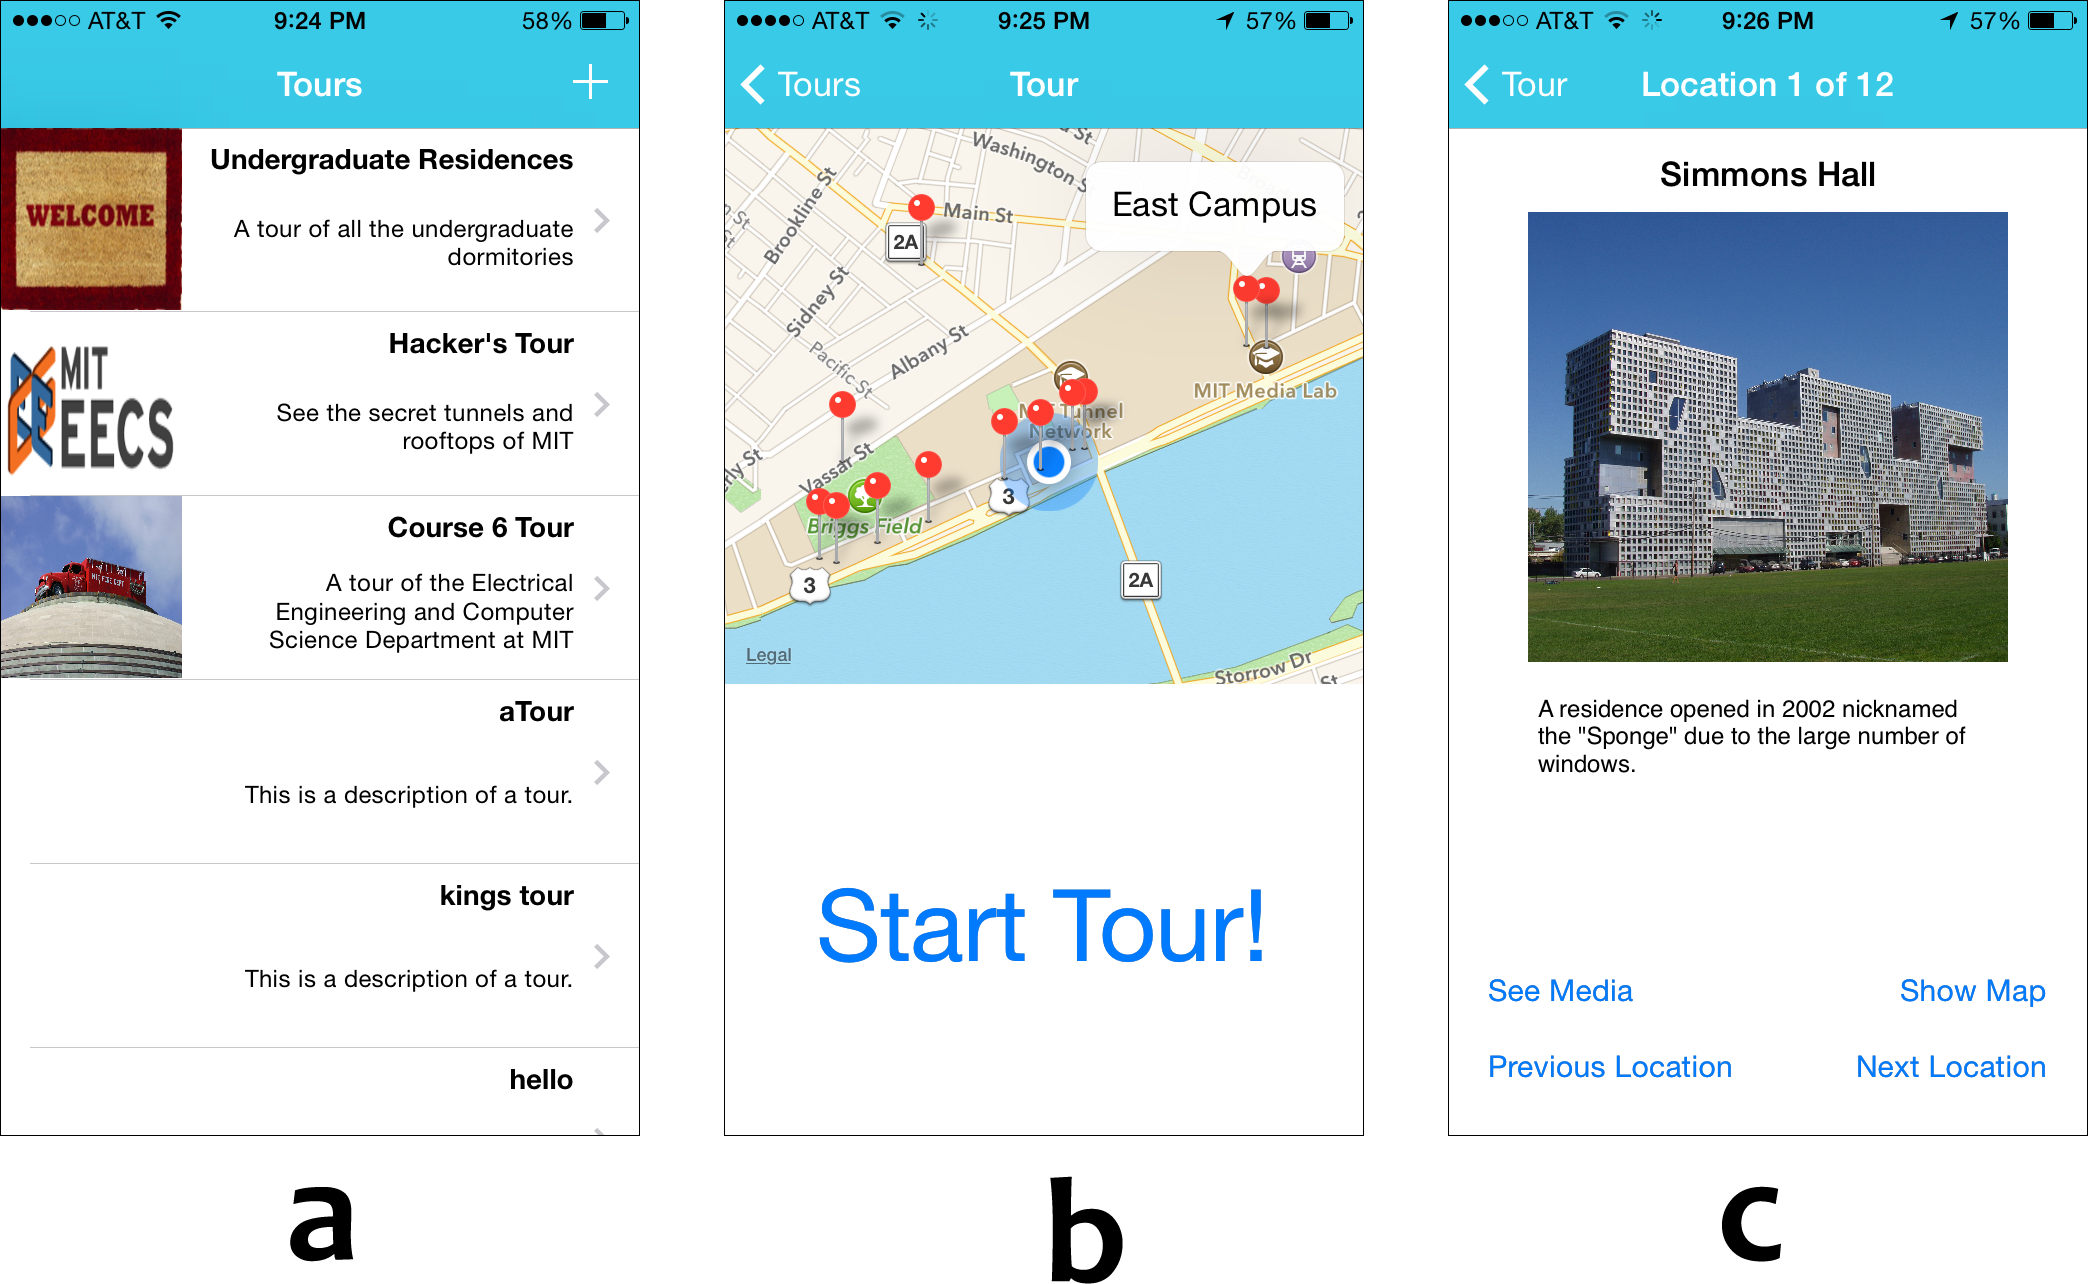 AT&T 9:24 PM 58%
Tours +
WELCOME
Undergraduate Residences
A tour of all the undergraduate
dormitories
MIT
EECS
Hacker's Tour
See the secret tunnels and
rooftops of MIT
Course 6 Tour
A tour of the Electrical
Engineering and Computer
Science Department at MIT
aTour
This is a description of a tour.
kings tour
This is a description of a tour.
hello
a
AT&T 9:25 PM 57%
Tours Tour
Washington S
East Campus
Brookline St
Main St
2A
Sidney St
Pacific St
Albany St
MIT Media Lab
Tunnel
Network
Vassar St
3
Briggs Field
3
2A
Legal
Storrow Dr
St
Start Tour!
b
AT&T 9:26 PM 57%
Tour Location 1 of 12
Simmons Hall
A residence opened in 2002 nicknamed
the "Sponge" due to the large number of
windows.
See Media Show Map
Previous Location Next Location
c